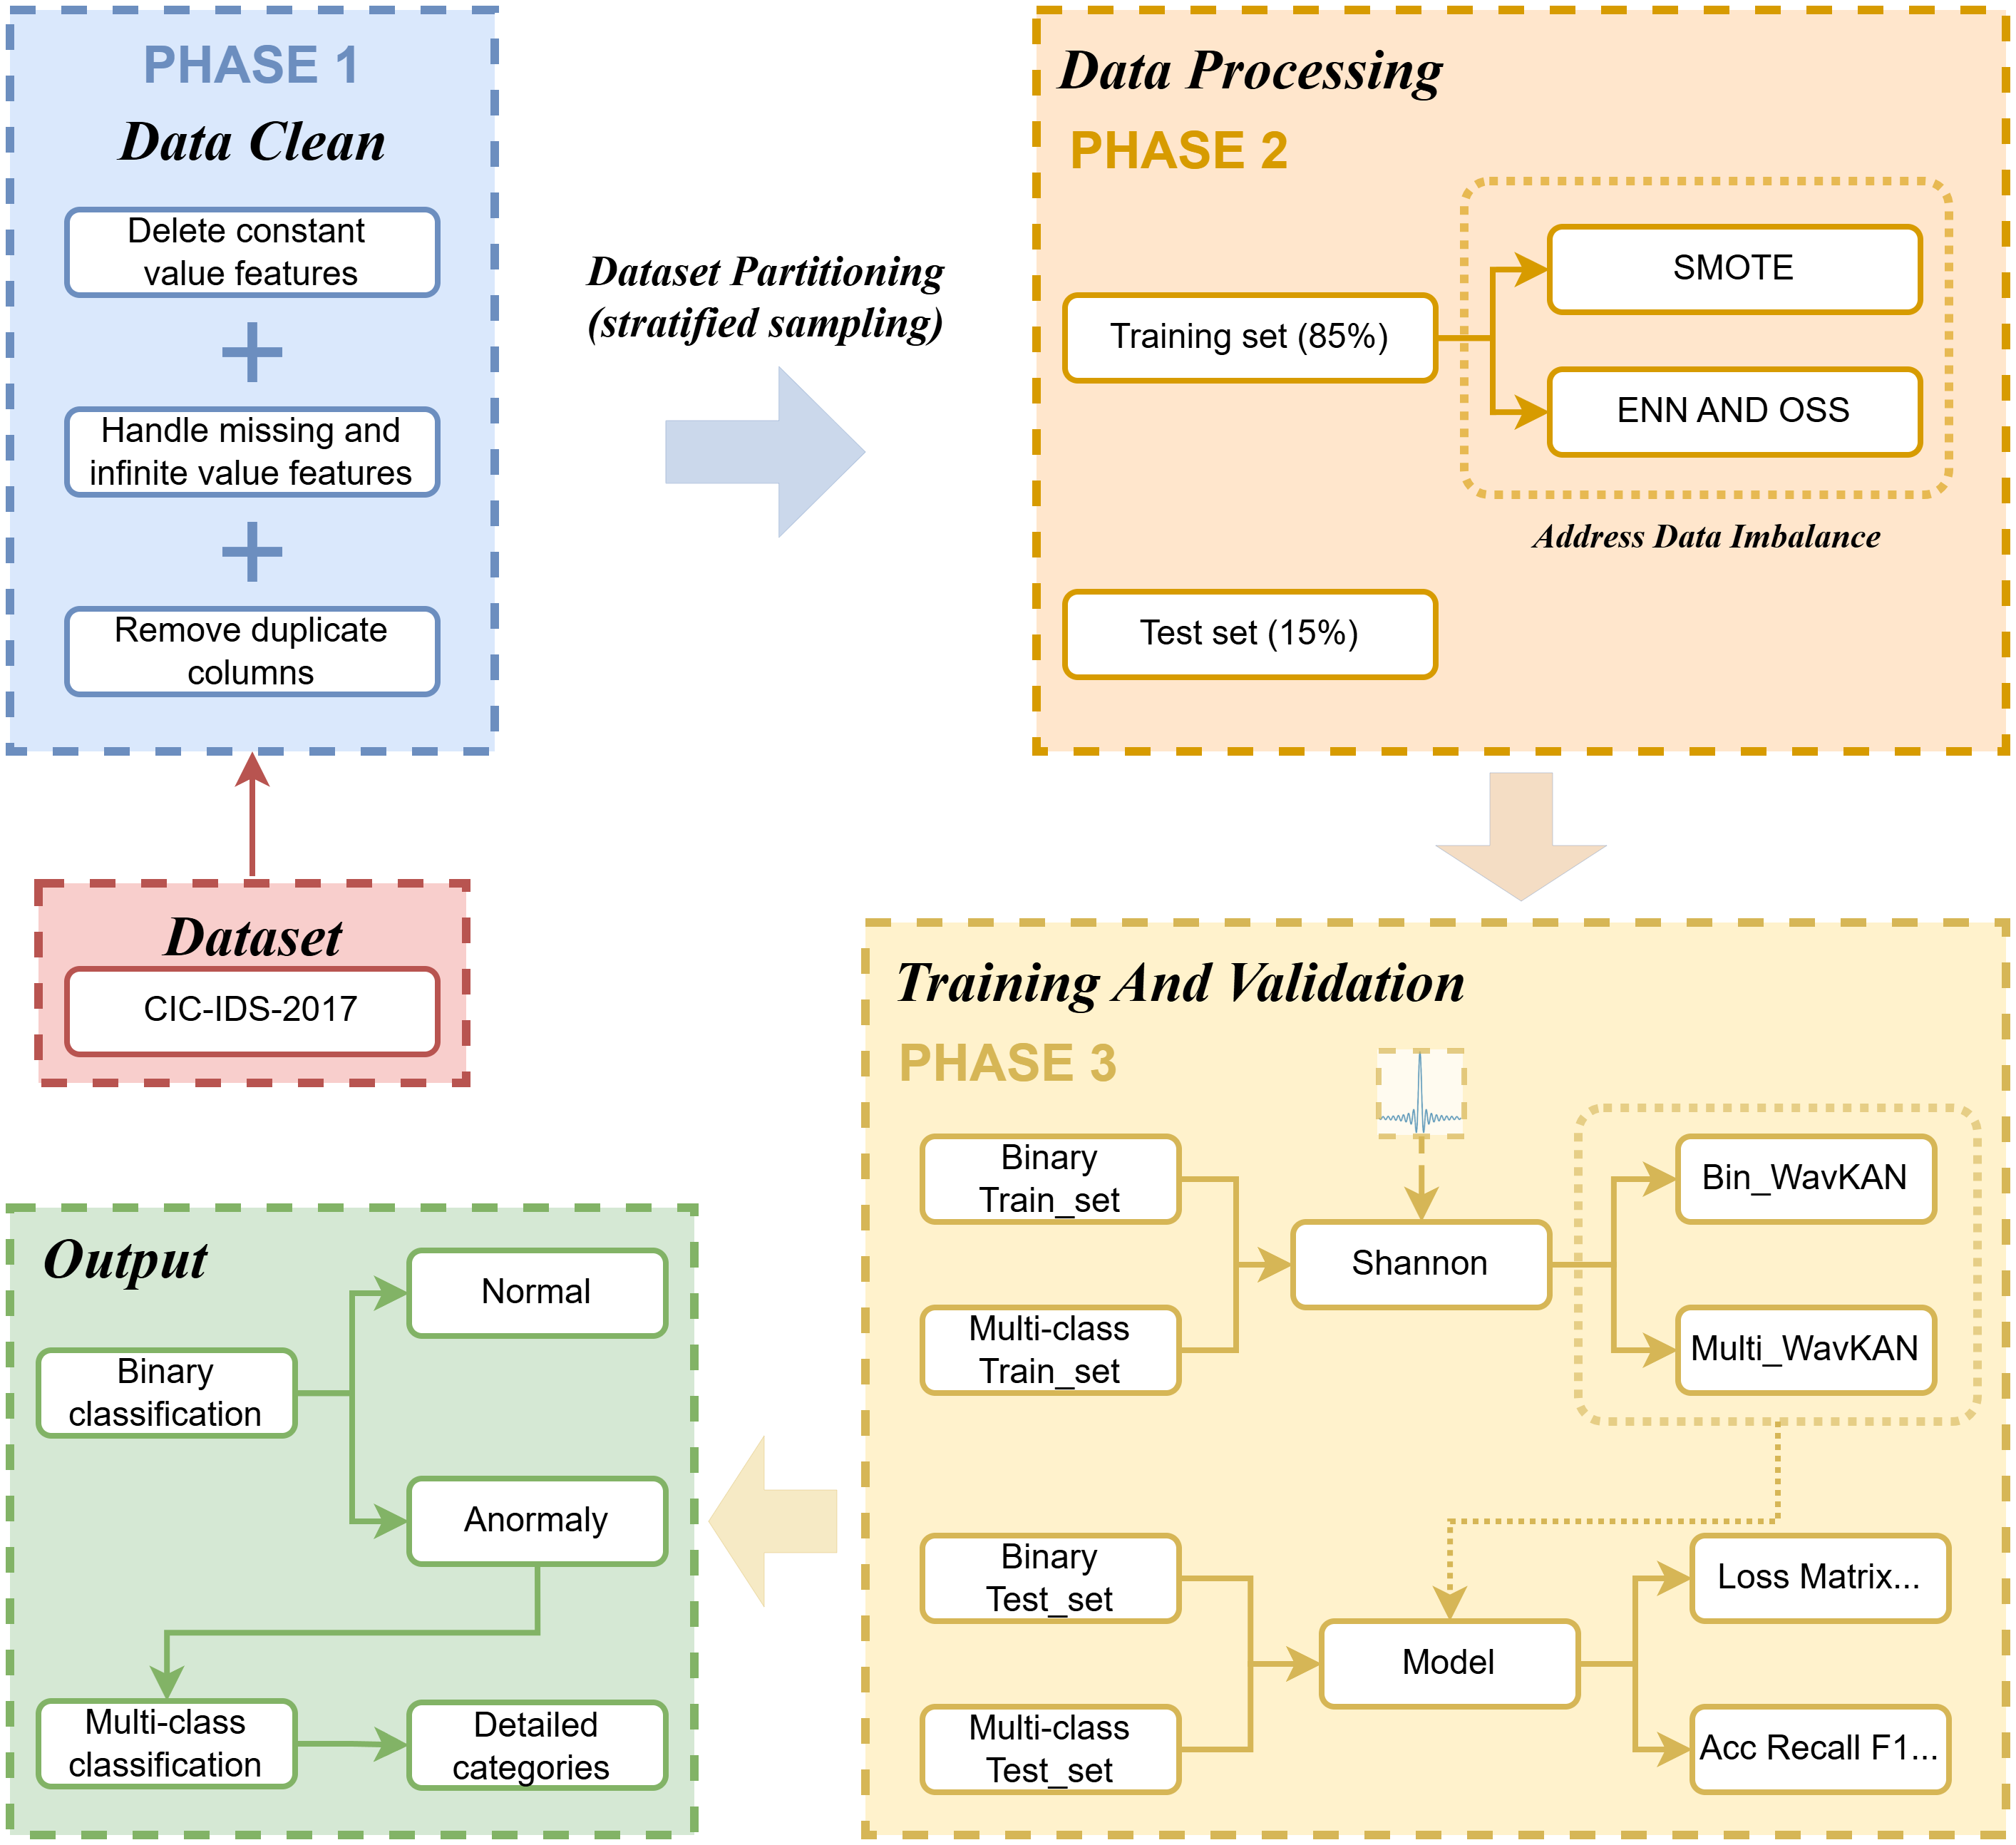 PHASE 1
Data Clean
Delete constant
value features
Handle missing and
infinite value features
Remove duplicate
columns
Dataset Partitioning
(stratified sampling)
Data Processing
PHASE 2
Training set (85%)
SMOTE
ENN AND OSS
Address Data Imbalance
Test set (15%)
Dataset
CIC-IDS-2017
Training And Validation
PHASE 3
Binary
Train_set
Multi-class
Train_set
Shannon
Bin_WavKAN
Multi_WavKAN
Binary
Test_set
Multi-class
Test_set
Model
Loss Matrix...
Acc Recall F1...
Output
Binary
classification
Normal
Anormaly
Multi-class
classification
Detailed
categories